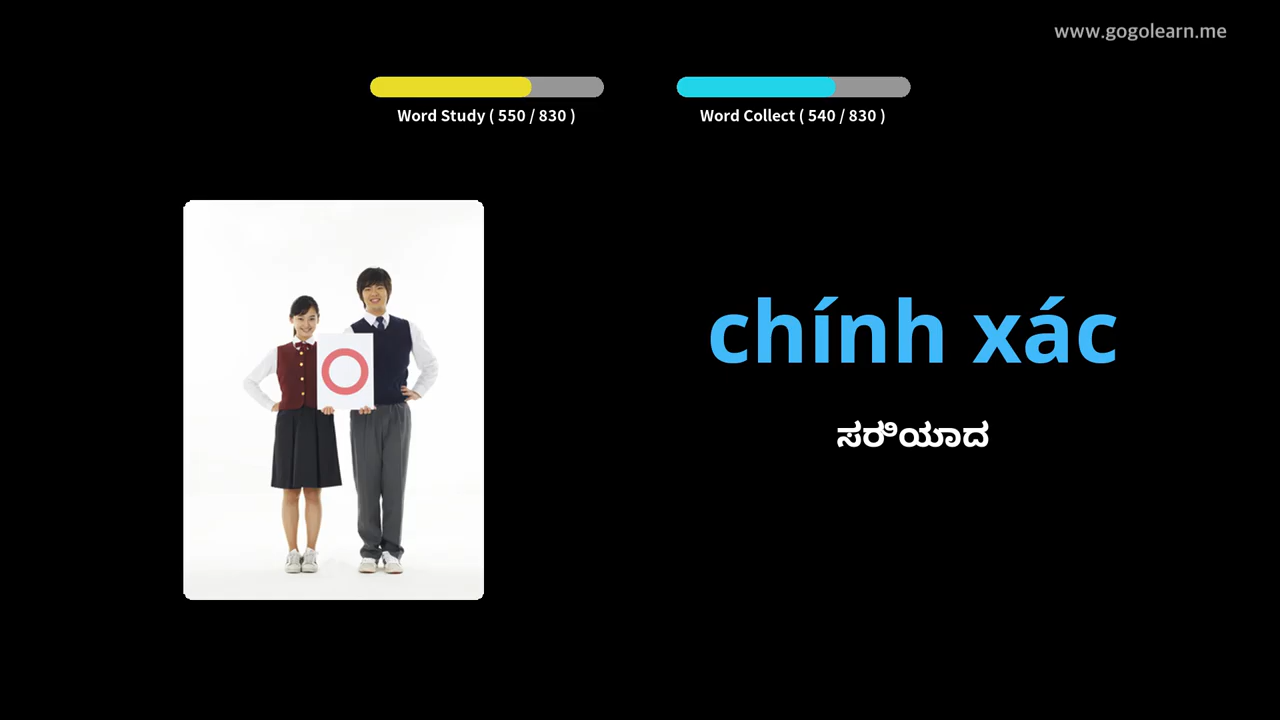 www.gogolearn.me
Word Study ( 550 / 830 )
Word Collect ( 540 / 830 )
chính xác
ಸರಿಯಾದ